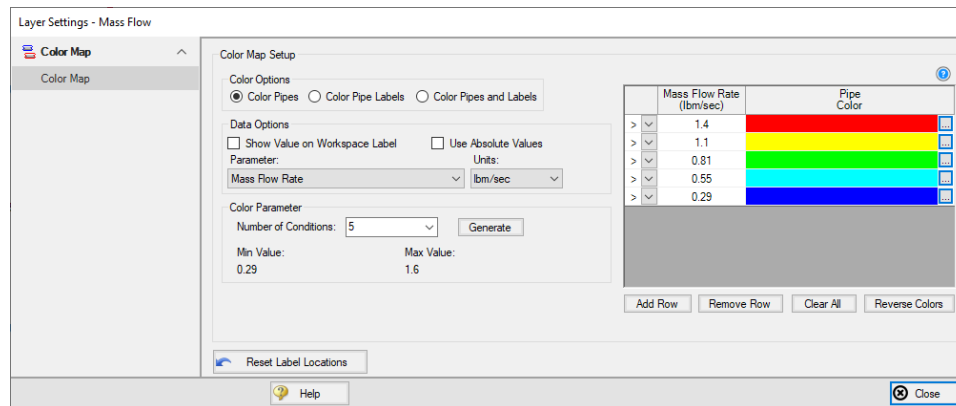 Layer Settings - Mass Flow
Color Map
Color Map
Color Map Setup
Color Options
Color Pipes Color Pipe Labels Color Pipes and Labels
Data Options
Show Value on Workspace Label Use Absolute Values
Parameter: Units:
Mass Flow Rate lbm/sec
Color Parameter
Number of Conditions: 5 Generate
Min Value: Max Value:
0.29 1.6
?
Mass Flow Rate Pipe
(lbm/sec) Color
> 1.4 ...
> 1.1 ...
> 0.81 ...
> 0.55 ...
> 0.29 ...
Add Row Remove Row Clear All Reverse Colors
Reset Label Locations
? Help Close